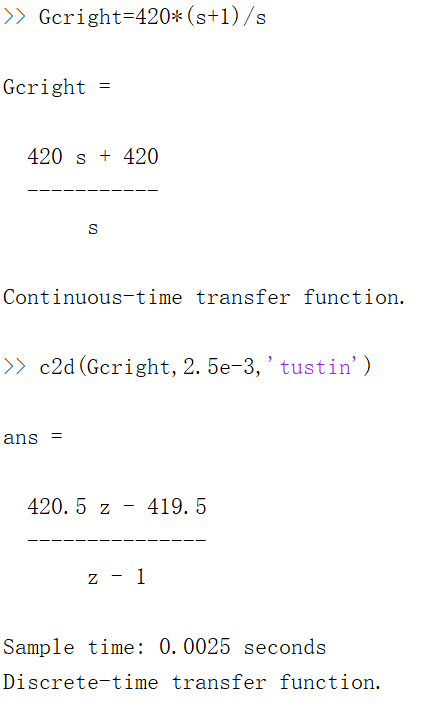 >> Gcright=420*(s+1)/s
Gcright =
420 s + 420
-----------
s
Continuous-time transfer function.
>> c2d(Gcright,2.5e-3,'tustin')
ans =
420.5 z - 419.5
---------------
z - 1
Sample time: 0.0025 seconds
Discrete-time transfer function.